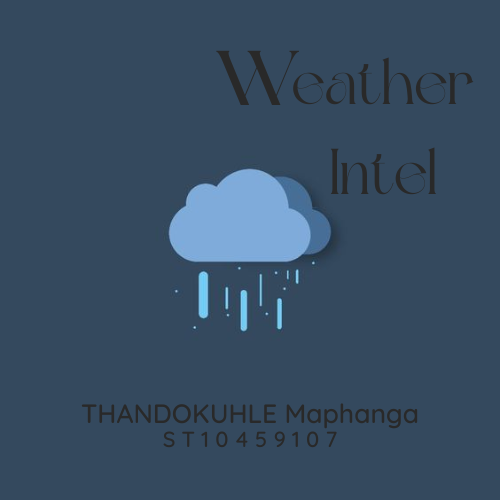 Weather
Intel
THANDOKUHLE Maphanga
ST10459107